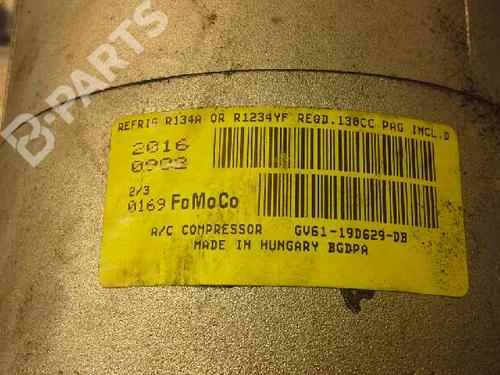 B-PARTS
REFRIG R134A OR R1234YF REQD.130CC PAG INCL.D
2016
0902
2/3
0169 FoMoCo
A/C COMPRESSOR GV61-19D629-DB
MADE IN HUNGARY BGDPA